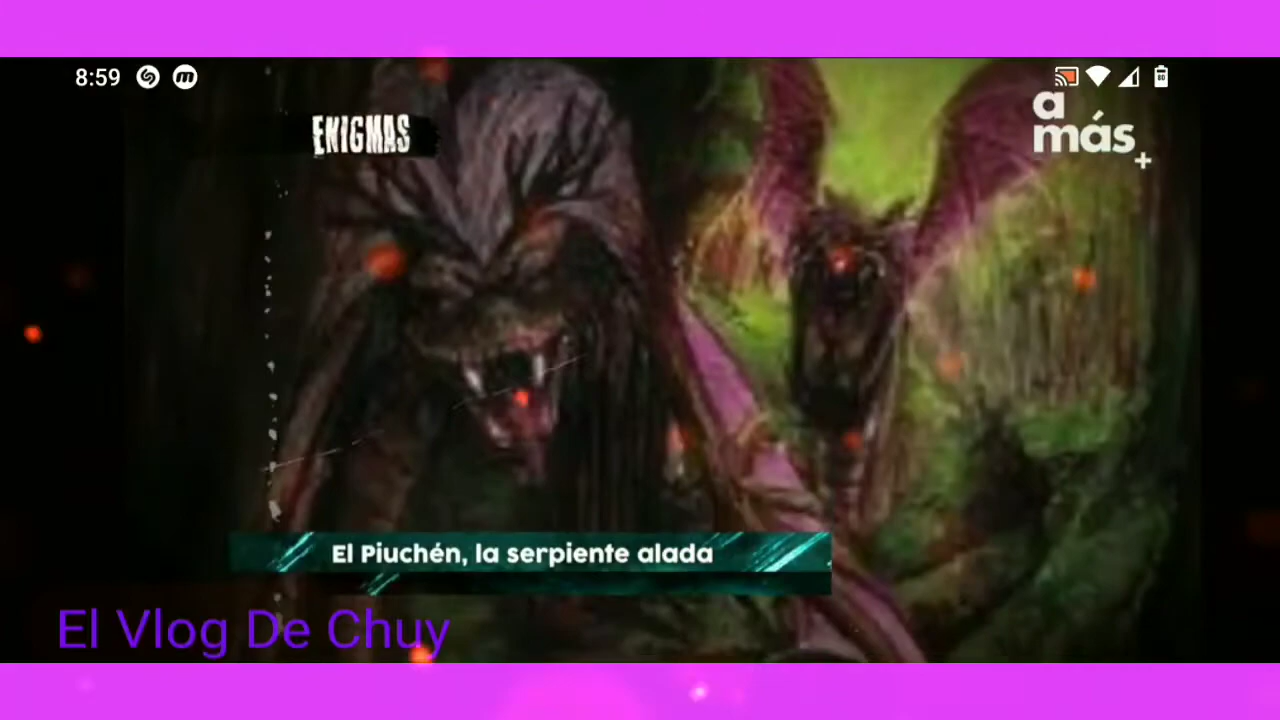 8:59
ENIGMAS
a
más
+
El Piuchén, la serpiente alada
El Vlog De Chuy